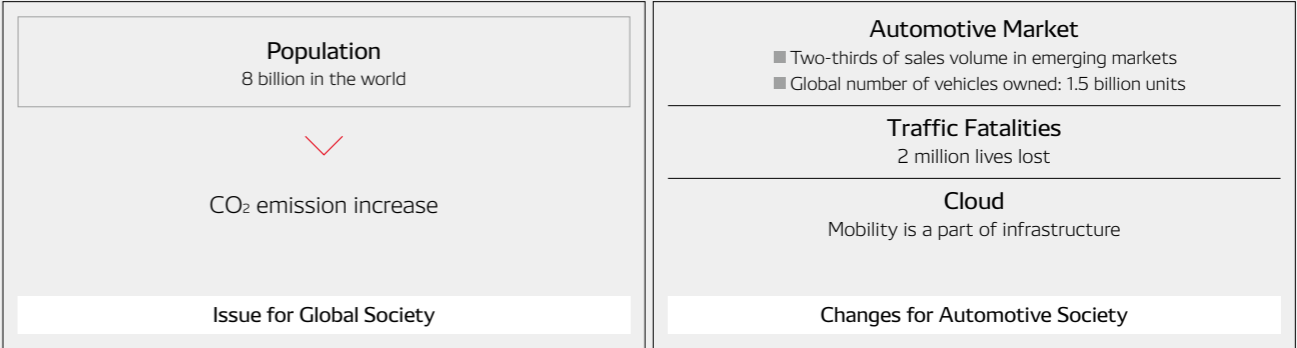 Population
8 billion in the world
CO₂ emission increase
Issue for Global Society
Automotive Market
■ Two-thirds of sales volume in emerging markets
■ Global number of vehicles owned: 1.5 billion units
Traffic Fatalities
2 million lives lost
Cloud
Mobility is a part of infrastructure
Changes for Automotive Society